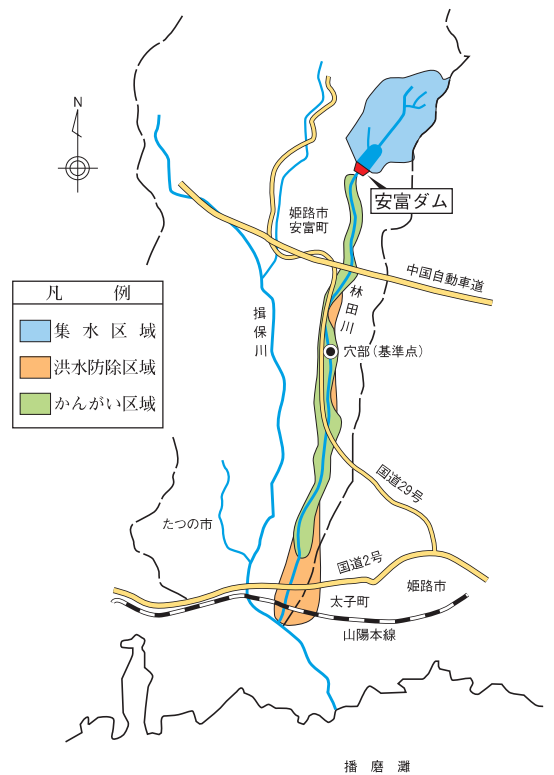 N
安富ダム
姫路市
安富町
中国自動車道
凡 例
集水区域
洪水防除区域
かんがい区域
揖保川
林田川
穴部(基準点)
国道29号
たつの市
国道2号
姫路市
太子町
山陽本線
播磨灘